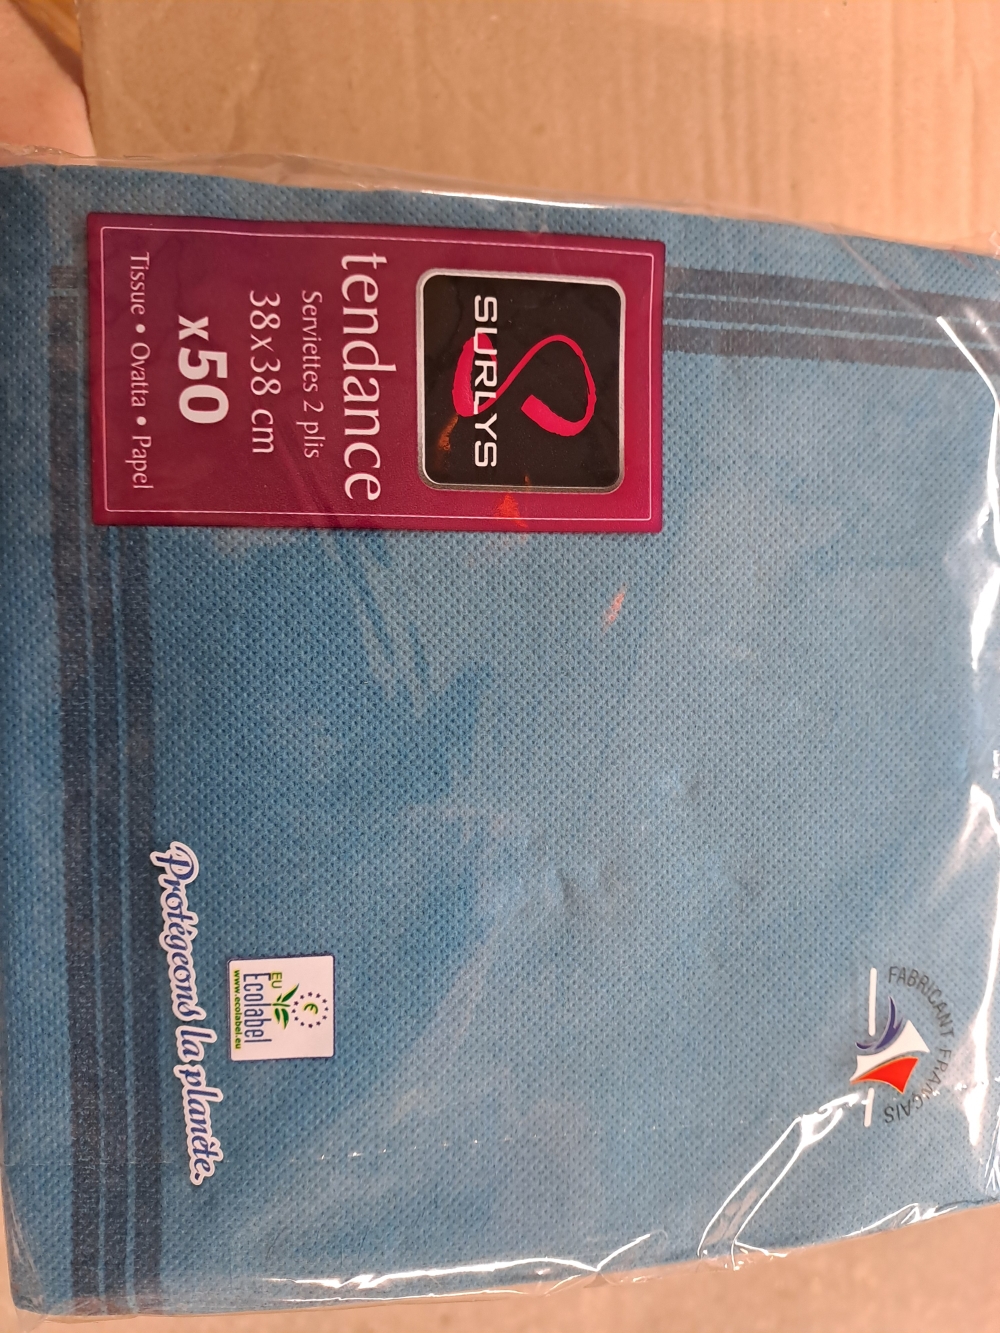 SURLYS
tendance
Serviettes 2 plis
38x38 cm
x50
Tissue • Ovatta • Papel
FABRICANT FRANÇAIS
EU
Ecolabel
www.ecolabel.eu
Protégeons la planète.